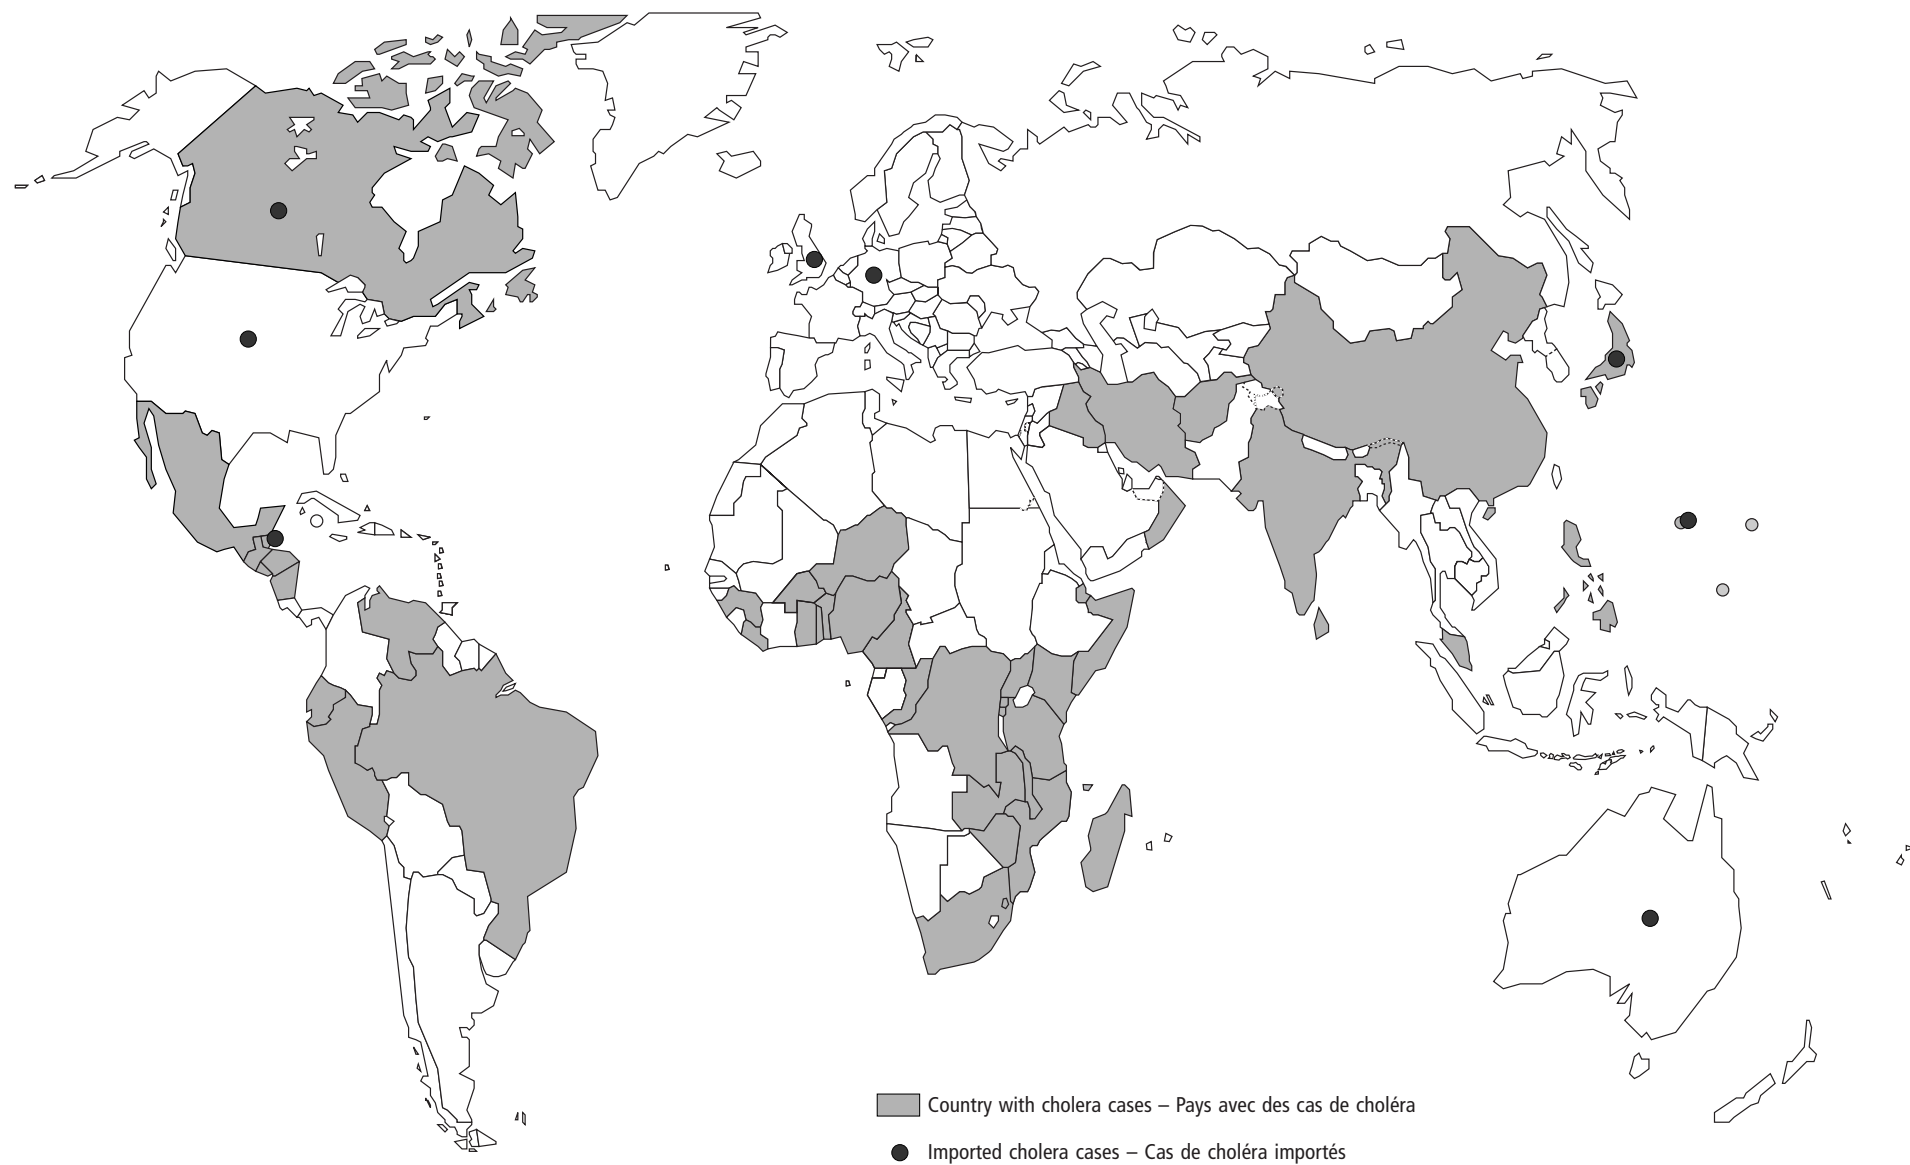 Country with cholera cases – Pays avec des cas de choléra
Imported cholera cases – Cas de choléra importés